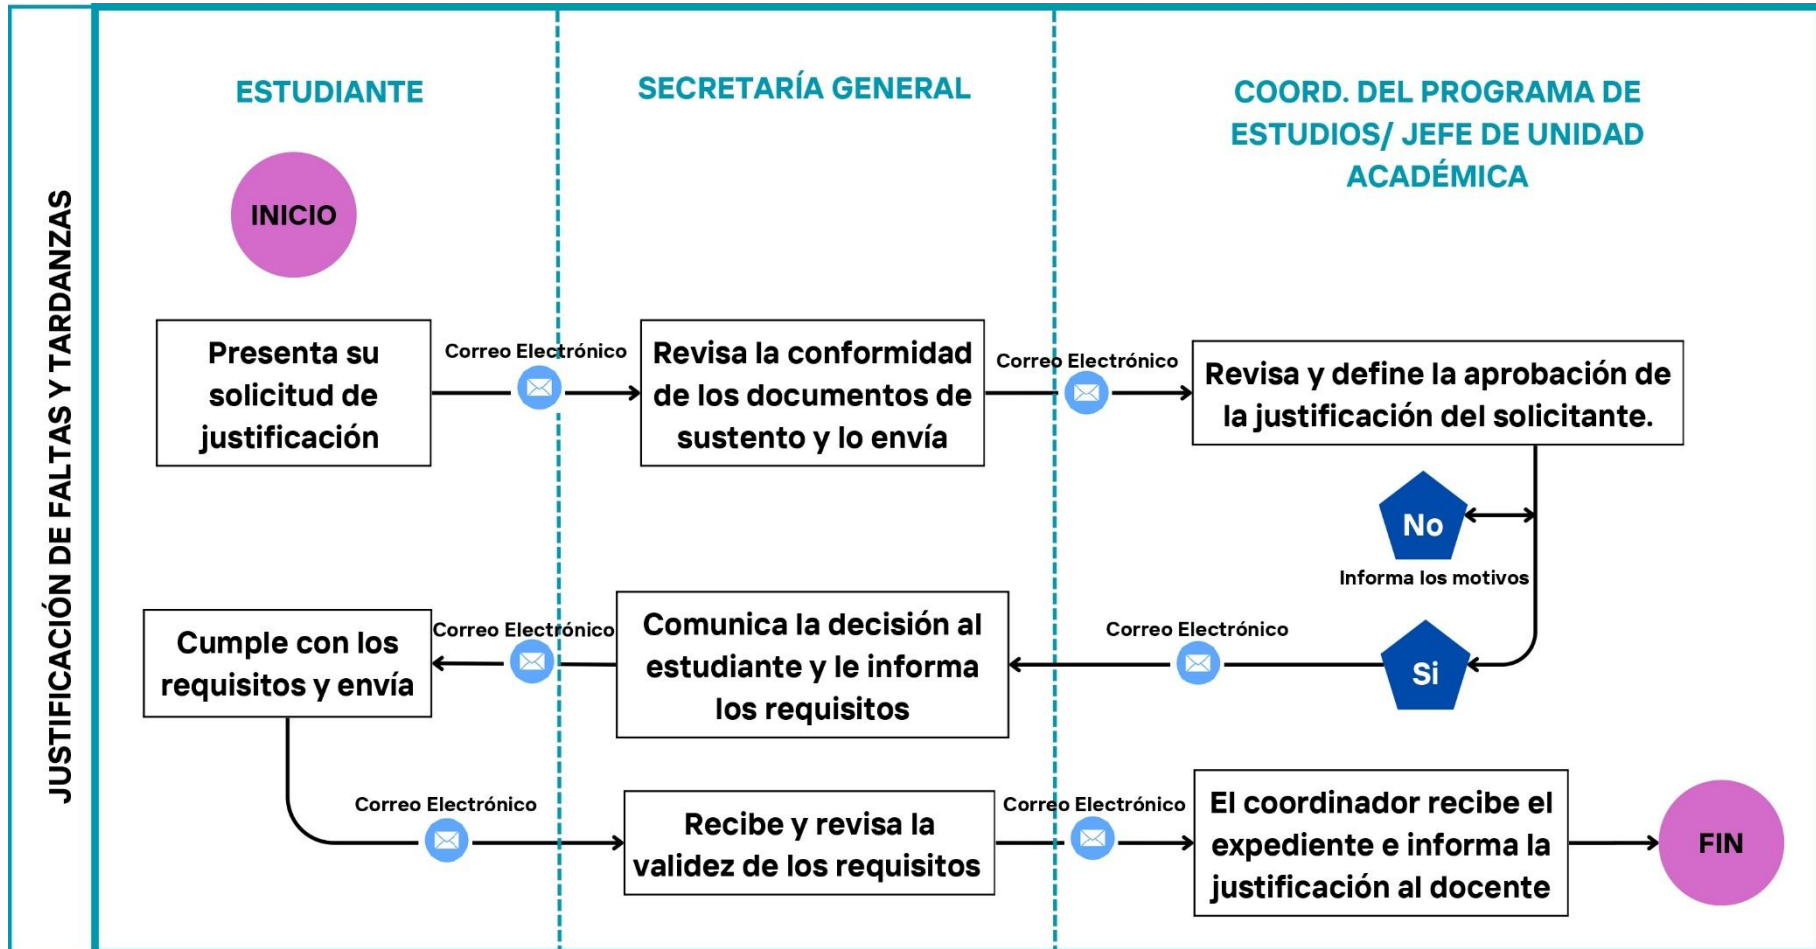 JUSTIFICACIÓN DE FALTAS Y TARDANZAS
ESTUDIANTE
SECRETARÍA GENERAL
COORD. DEL PROGRAMA DE
ESTUDIOS/ JEFE DE UNIDAD
ACADÉMICA
INICIO
Presenta su
solicitud de
justificación
Correo Electrónico
Revisa la conformidad
de los documentos de
sustento y lo envía
Correo Electrónico
Revisa y define la aprobación de
la justificación del solicitante.
No
Informa los motivos
Si
Correo Electrónico
Comunica la decisión al
estudiante y le informa
los requisitos
Correo Electrónico
Cumple con los
requisitos y envía
Correo Electrónico
Recibe y revisa la
validez de los requisitos
Correo Electrónico
El coordinador recibe el
expediente e informa la
justificación al docente
FIN